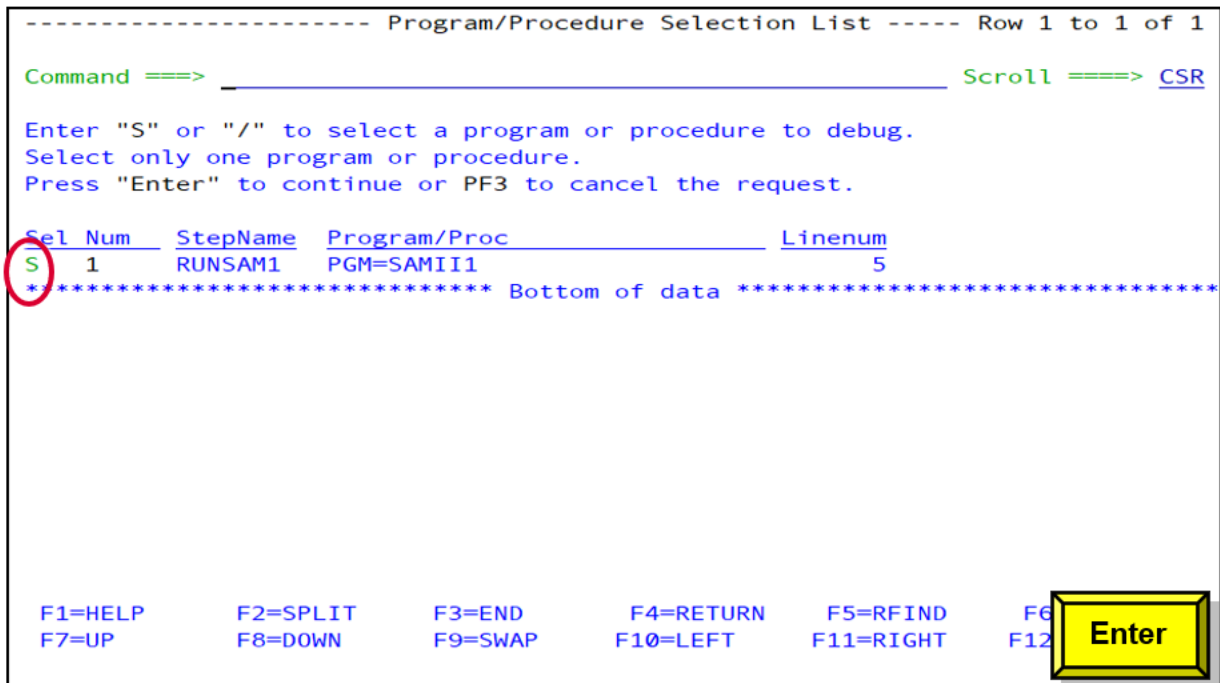 ----------------------- Program/Procedure Selection List ----- Row 1 to 1 of 1
Command ===> _ Scroll ====> CSR
Enter "S" or "/" to select a program or procedure to debug.
Select only one program or procedure.
Press "Enter" to continue or PF3 to cancel the request.
Sel Num StepName Program/Proc Linenum
S 1 RUNSAM1 PGM=SAMII1 5
******************************* Bottom of data ********************************
F1=HELP F2=SPLIT F3=END F4=RETURN F5=RFIND F6
F7=UP F8=DOWN F9=SWAP F10=LEFT F11=RIGHT F12
Enter